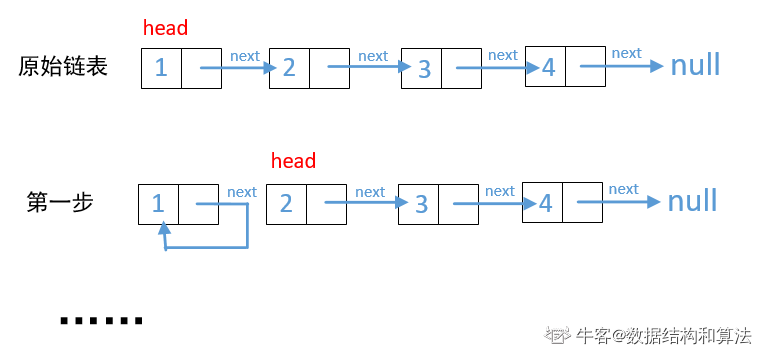 head
原始链表 1 next 2 next 3 next 4 next null
head
第一步 1 next 2 next 3 next 4 next null
......
牛客@数据结构和算法